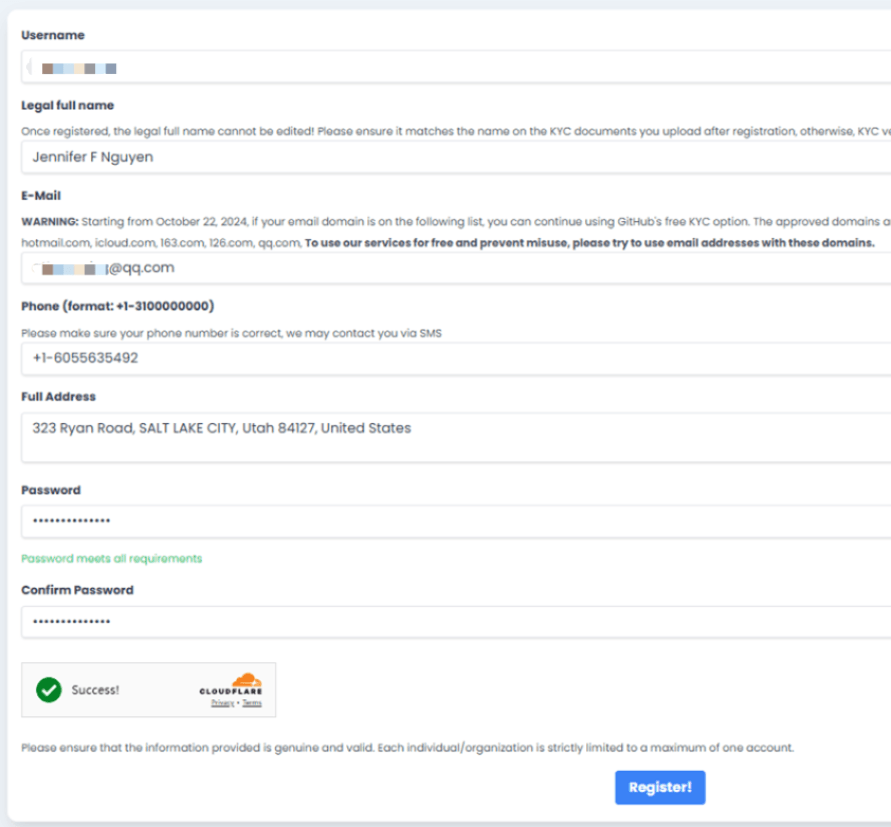 Username
Legal full name
Once registered, the legal full name cannot be edited! Please ensure it matches the name on the KYC documents you upload after registration, otherwise, KYC ve
Jennifer F Nguyen
E-Mail
WARNING: Starting from October 22, 2024, if your email domain is on the following list, you can continue using GitHub's free KYC option. The approved domains a
hotmail.com, icloud.com, 163.com, 126.com, qq.com, To use our services for free and prevent misuse, please try to use email addresses with these domains.
@qq.com
Phone (format: +1-3100000000)
Please make sure your phone number is correct, we may contact you via SMS
+1-6055635492
Full Address
323 Ryan Road, SALT LAKE CITY, Utah 84127, United States
Password
••••••••••••••
Password meets all requirements
Confirm Password
••••••••••••••
Success!
CLOUDFLARE
Privacy • Terms
Please ensure that the information provided is genuine and valid. Each individual/organization is strictly limited to a maximum of one account.
Register!